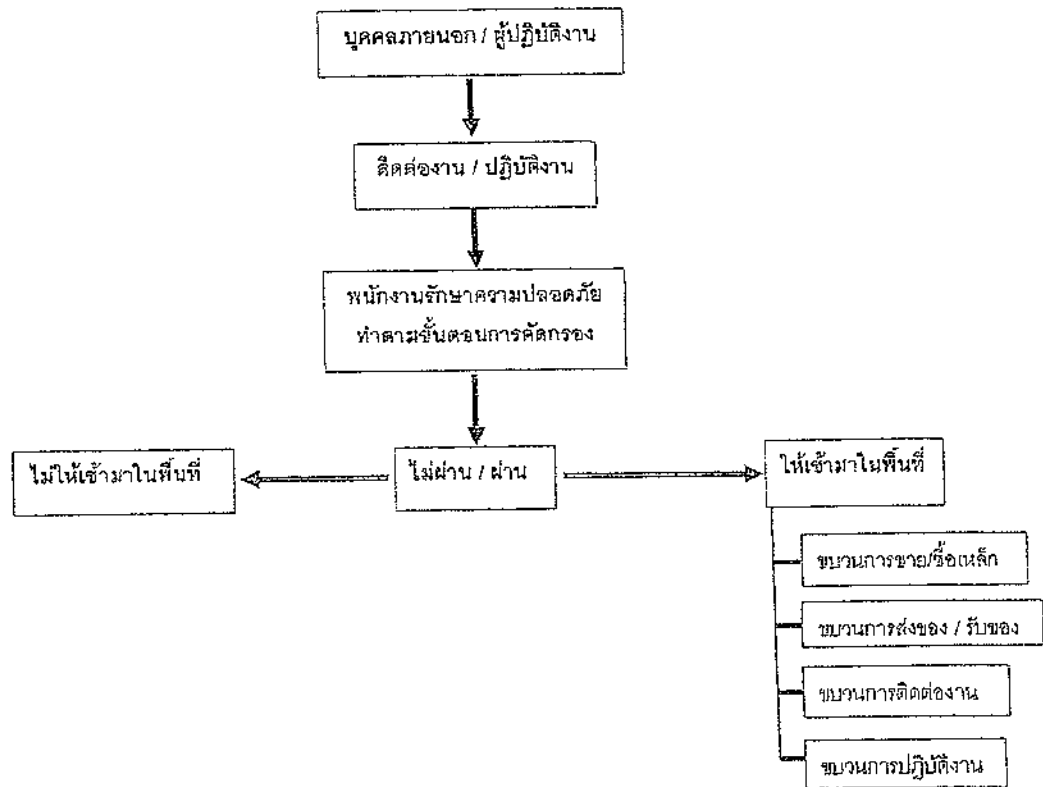 บุคคลภายนอก / ผู้ปฏิบัติงาน
ติดต่องาน / ปฏิบัติงาน
พนักงานรักษาความปลอดภัย
ทำตามขั้นตอนการคัดกรอง
ไม่ให้เข้ามาในพื้นที่
ไม่ผ่าน / ผ่าน
ให้เข้ามาในพื้นที่
ขบวนการขาย/ซื้อเหล็ก
ขบวนการส่งของ / รับของ
ขบวนการติดต่องาน
ขบวนการปฏิบัติงาน